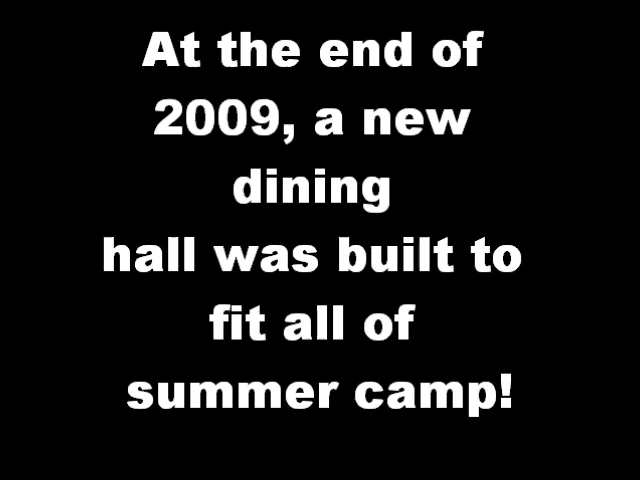 At the end of
2009, a new
dining
hall was built to
fit all of
summer camp!